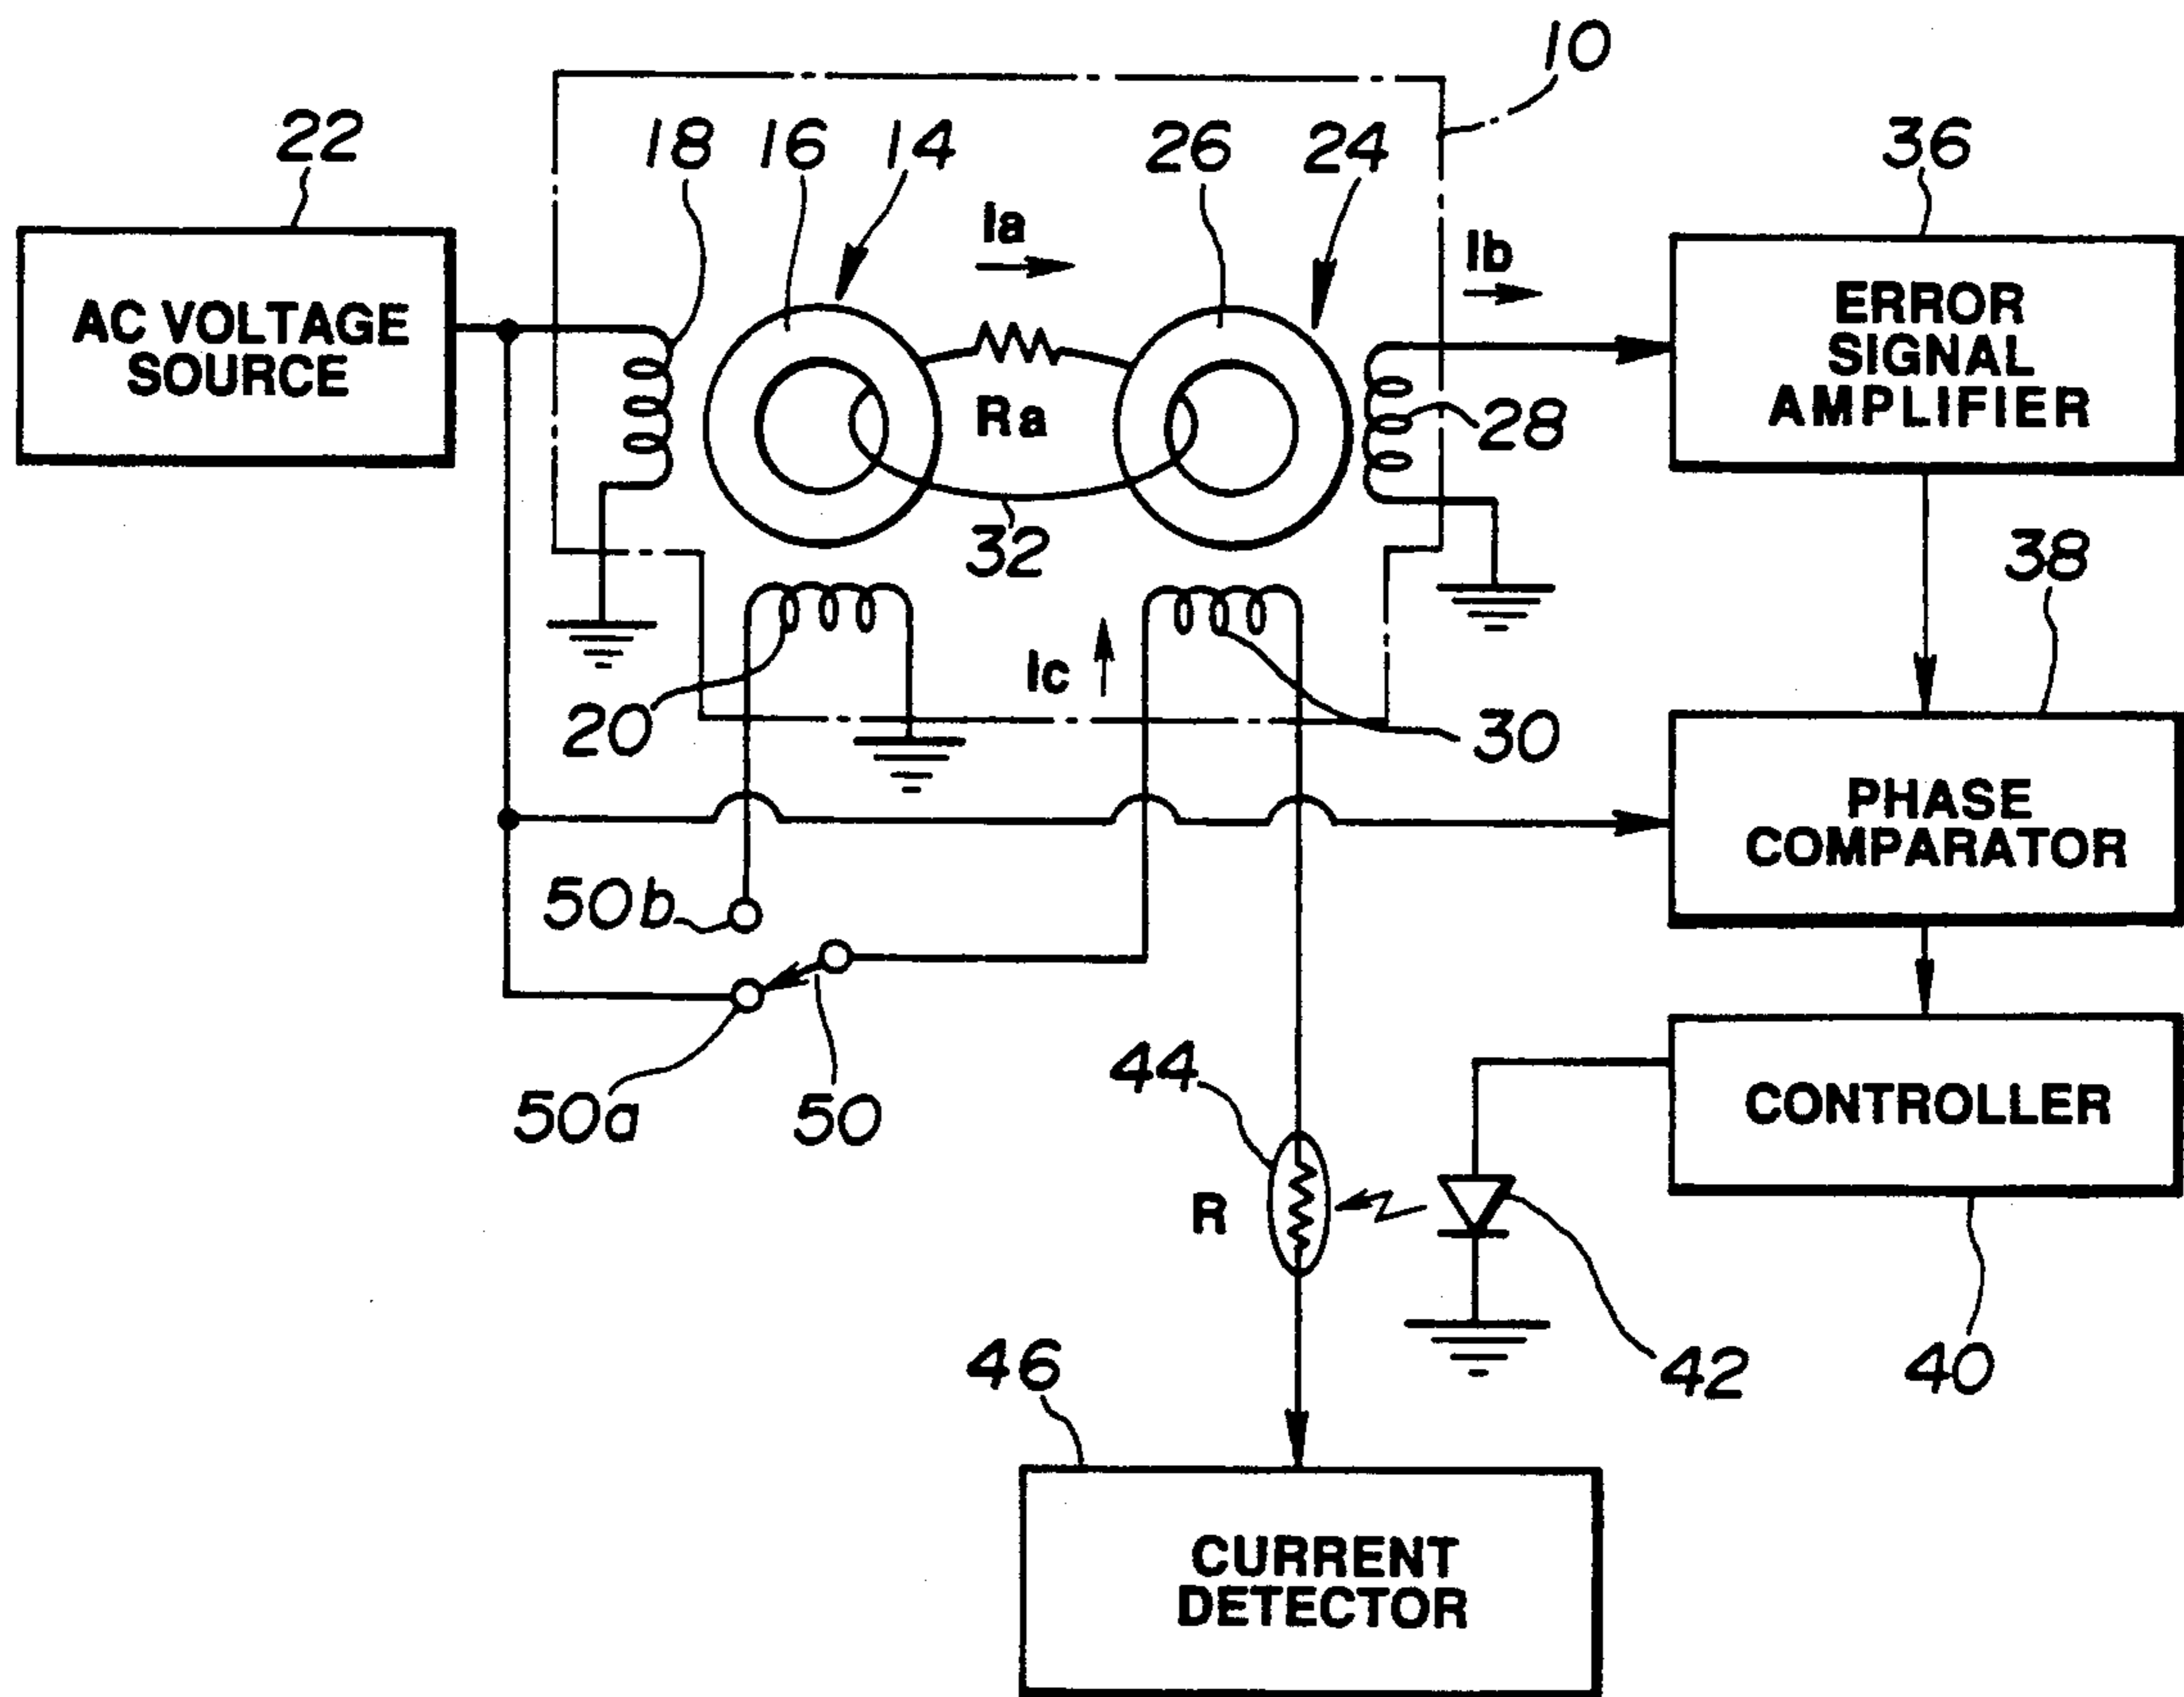 10
22
18 16 14
26 24
36
Ia
Ib
AC VOLTAGE
SOURCE
ERROR
SIGNAL
AMPLIFIER
Ra
28
32
38
Ic
20
30
PHASE
COMPARATOR
50b
50a
50
44
CONTROLLER
R
46
42
40
CURRENT
DETECTOR